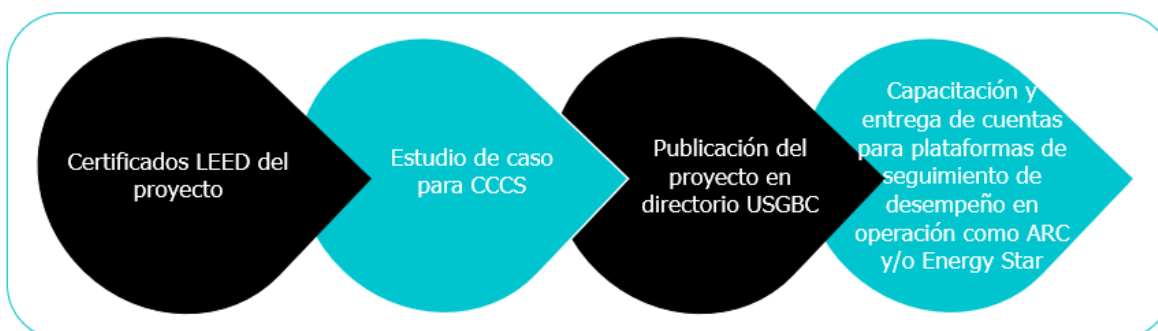 Certificados LEED del
proyecto
Estudio de caso
para CCCS
Publicación del
proyecto en
directorio USGBC
Capacitación y
entrega de cuentas
para plataformas de
seguimiento de
desempeño en
operación como ARC
y/o Energy Star